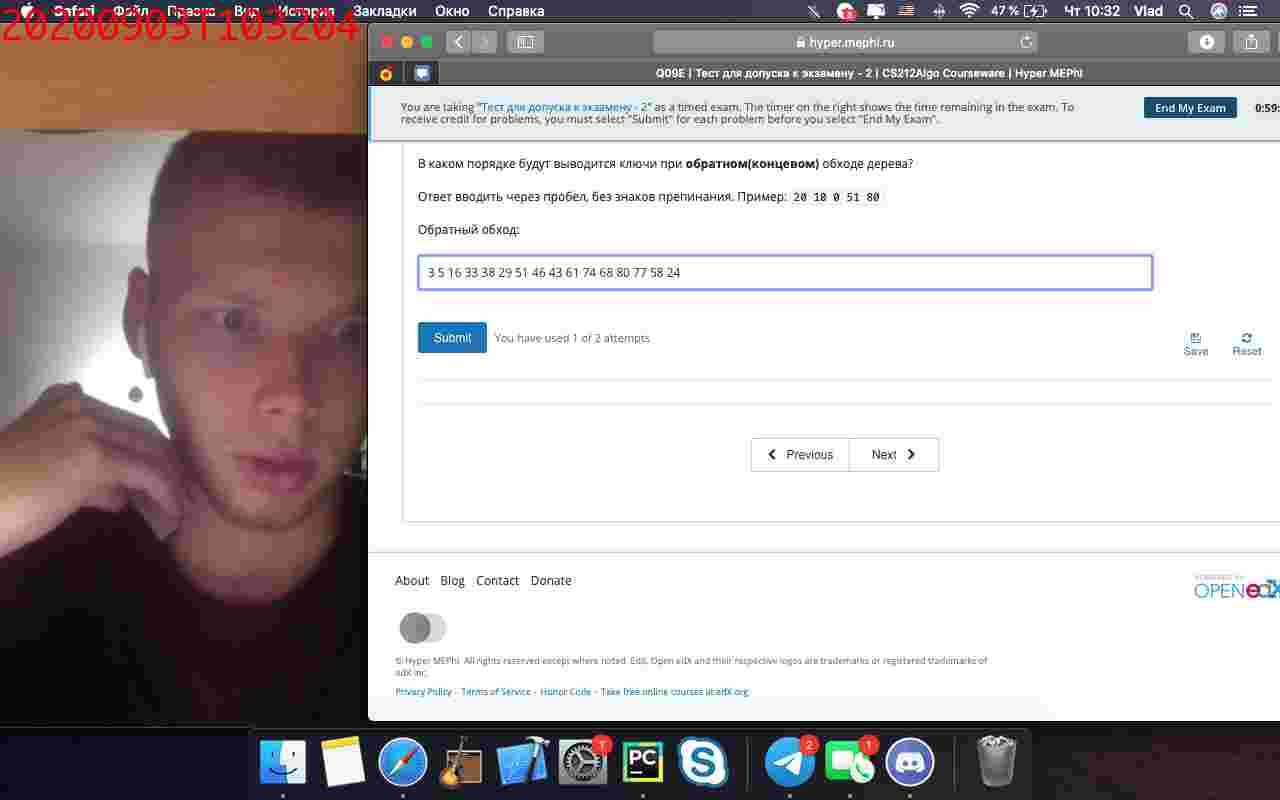 Safari Файл Правка Вид История Закладки Окно Справка 47 % Чт 10:32 Vlad
20200903T103204
hyper.mephi.ru
Q09E | Тест для допуска к экзамену - 2 | CS212Algo Courseware | Hyper MEPhI
You are taking "Тест для допуска к экзамену - 2" as a timed exam. The timer on the right shows the time remaining in the exam. To
receive credit for problems, you must select "Submit" for each problem before you select "End My Exam".
End My Exam
0:59:
В каком порядке будут выводится ключи при обратном(концевом) обходе дерева?
Ответ вводить через пробел, без знаков препинания. Пример: 20 10 0 51 80
Обратный обход:
3 5 16 33 38 29 51 46 43 61 74 68 80 77 58 24
Submit You have used 1 of 2 attempts
Save Reset
Previous Next
About Blog Contact Donate
POWERED BY
OPEN edX
© Hyper MEPhI. All rights reserved except where noted. EdX, Open edX and their respective logos are trademarks or registered trademarks of
edX Inc.
Privacy Policy - Terms of Service - Honor Code - Take free online courses at edX.org
1 PC 2 1